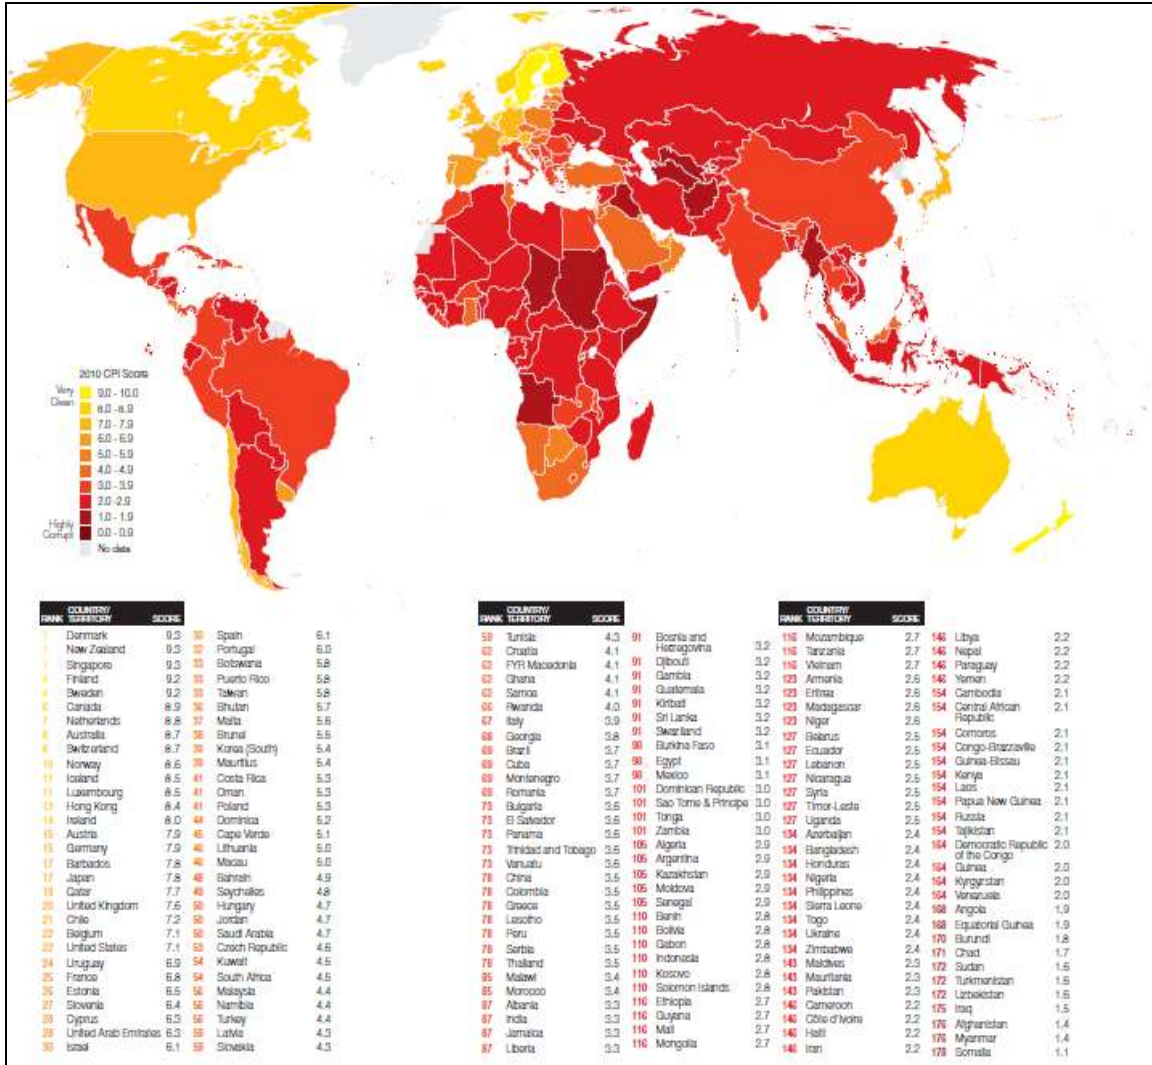 2010 CPI Score
Very Clean
9.0 - 10.0
8.0 - 8.9
7.0 - 7.9
6.0 - 6.9
5.0 - 5.9
4.0 - 4.9
3.0 - 3.9
2.0 - 2.9
1.0 - 1.9
Highly Corrupt
0.0 - 0.9
No data
RANK COUNTRY/TERRITORY SCORE
1 Denmark 9.3
1 New Zealand 9.3
1 Singapore 9.3
4 Finland 9.2
4 Sweden 9.2
6 Canada 8.9
7 Netherlands 8.8
8 Australia 8.7
8 Switzerland 8.7
10 Norway 8.6
11 Iceland 8.5
11 Luxembourg 8.5
13 Hong Kong 8.4
14 Ireland 8.0
15 Austria 7.9
15 Germany 7.9
17 Barbados 7.8
17 Japan 7.8
19 Qatar 7.7
20 United Kingdom 7.6
21 Chile 7.2
22 Belgium 7.1
22 United States 7.1
24 Uruguay 6.9
25 France 6.8
26 Estonia 6.5
27 Slovenia 6.4
28 Cyprus 6.3
28 United Arab Emirates 6.3
30 Israel 6.1
30 Spain 6.1
32 Portugal 6.0
33 Botswana 5.8
33 Puerto Rico 5.8
33 Taiwan 5.8
36 Bhutan 5.7
37 Malta 5.6
38 Brunei 5.5
39 Korea (South) 5.4
39 Mauritius 5.4
41 Costa Rica 5.3
41 Oman 5.3
41 Poland 5.3
44 Dominica 5.2
45 Cape Verde 5.1
46 Lithuania 5.0
46 Macau 5.0
48 Bahrain 4.9
49 Seychelles 4.8
50 Hungary 4.7
50 Jordan 4.7
50 Saudi Arabia 4.7
53 Czech Republic 4.6
54 Kuwait 4.5
54 South Africa 4.5
56 Malaysia 4.4
56 Namibia 4.4
56 Turkey 4.4
59 Latvia 4.3
59 Slovakia 4.3
RANK COUNTRY/TERRITORY SCORE
59 Tunisia 4.3
62 Croatia 4.1
62 FYR Macedonia 4.1
62 Ghana 4.1
62 Samoa 4.1
66 Rwanda 4.0
67 Italy 3.9
68 Georgia 3.8
69 Brazil 3.7
69 Cuba 3.7
69 Montenegro 3.7
69 Romania 3.7
73 Bulgaria 3.6
73 El Salvador 3.6
73 Panama 3.6
73 Trinidad and Tobago 3.6
73 Vanuatu 3.6
78 China 3.5
78 Colombia 3.5
78 Greece 3.5
78 Lesotho 3.5
78 Peru 3.5
78 Serbia 3.5
78 Thailand 3.5
85 Malawi 3.4
85 Morocco 3.4
87 Albania 3.3
87 India 3.3
87 Jamaica 3.3
87 Liberia 3.3
91 Bosnia and
Herzegovina 3.2
91 Djibouti 3.2
91 Gambia 3.2
91 Guatemala 3.2
91 Kiribati 3.2
91 Sri Lanka 3.2
91 Swaziland 3.2
98 Burkina Faso 3.1
98 Egypt 3.1
98 Mexico 3.1
101 Dominican Republic 3.0
101 Sao Tome & Principe 3.0
101 Tonga 3.0
101 Zambia 3.0
105 Algeria 2.9
105 Argentina 2.9
105 Kazakhstan 2.9
105 Moldova 2.9
105 Senegal 2.9
110 Benin 2.8
110 Bolivia 2.8
110 Gabon 2.8
110 Indonesia 2.8
110 Kosovo 2.8
110 Solomon Islands 2.8
116 Ethiopia 2.7
116 Guyana 2.7
116 Mali 2.7
116 Mongolia 2.7
RANK COUNTRY/TERRITORY SCORE
116 Mozambique 2.7
116 Tanzania 2.7
116 Vietnam 2.7
123 Armenia 2.6
123 Eritrea 2.6
123 Madagascar 2.6
123 Niger 2.6
127 Belarus 2.5
127 Ecuador 2.5
127 Lebanon 2.5
127 Nicaragua 2.5
127 Syria 2.5
127 Timor-Leste 2.5
127 Uganda 2.5
134 Azerbaijan 2.4
134 Bangladesh 2.4
134 Honduras 2.4
134 Nigeria 2.4
134 Philippines 2.4
134 Sierra Leone 2.4
134 Togo 2.4
134 Ukraine 2.4
134 Zimbabwe 2.4
143 Maldives 2.3
143 Mauritania 2.3
143 Pakistan 2.3
146 Cameroon 2.2
146 Côte d'Ivoire 2.2
146 Haiti 2.2
146 Iran 2.2
146 Libya 2.2
146 Nepal 2.2
146 Paraguay 2.2
146 Yemen 2.2
154 Cambodia 2.1
154 Central African 2.1
Republic
154 Comoros 2.1
154 Congo-Brazzaville 2.1
154 Guinea-Bissau 2.1
154 Kenya 2.1
154 Laos 2.1
154 Papua New Guinea 2.1
154 Russia 2.1
154 Tajikistan 2.1
164 Democratic Republic 2.0
of the Congo
164 Guinea 2.0
164 Kyrgyzstan 2.0
164 Venezuela 2.0
168 Angola 1.9
168 Equatorial Guinea 1.9
170 Burundi 1.8
171 Chad 1.7
172 Sudan 1.6
172 Turkmenistan 1.6
172 Uzbekistan 1.6
175 Iraq 1.5
176 Afghanistan 1.4
176 Myanmar 1.4
178 Somalia 1.1